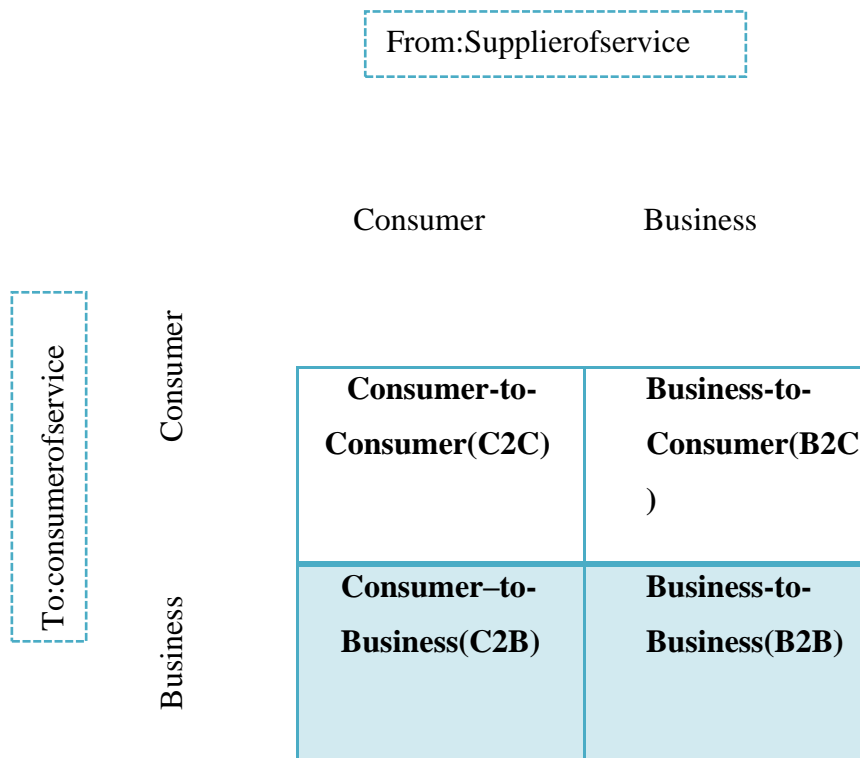 From:Supplierofservice
Consumer Business
To:consumerofservice
Consumer
Consumer-to-
Consumer(C2C)
Business-to-
Consumer(B2C
)
Business
Consumer–to-
Business(C2B)
Business-to-
Business(B2B)